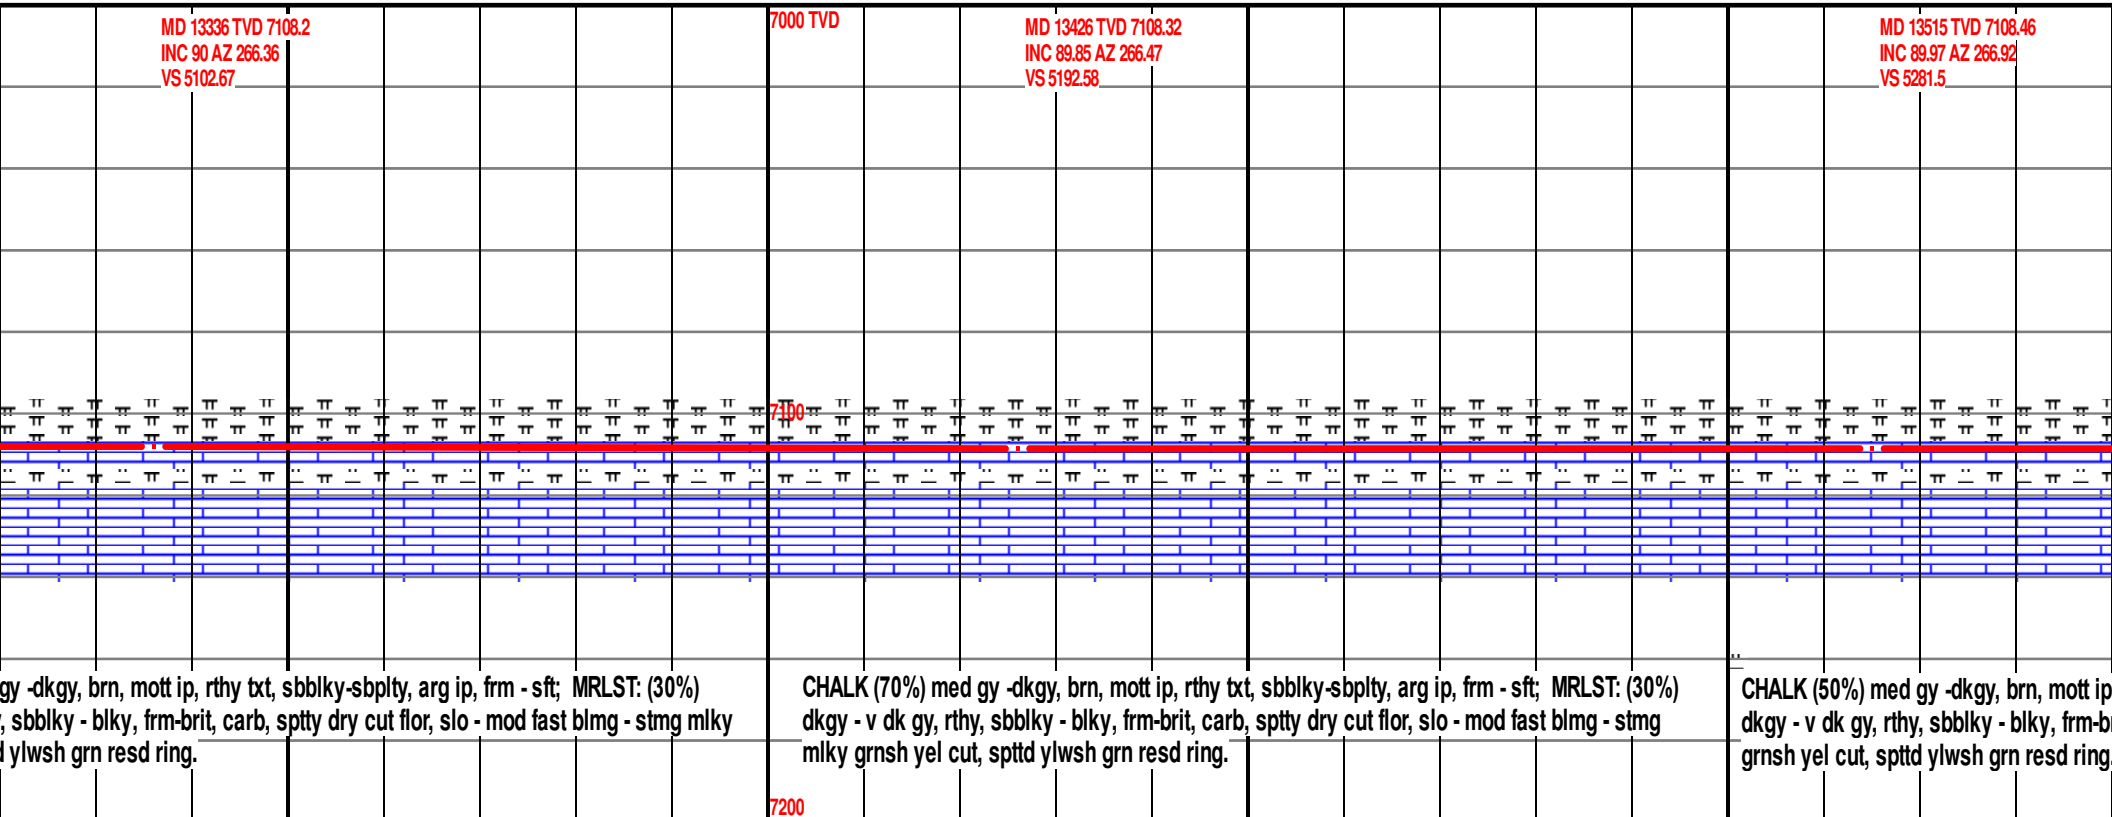 MD 13336 TVD 7108.2
INC 90 AZ 266.36
VS 5102.67
7000 TVD
MD 13426 TVD 7108.32
INC 89.85 AZ 266.47
VS 5192.58
MD 13515 TVD 7108.46
INC 89.97 AZ 266.92
VS 5281.5
7100
gy -dkgy, brn, mott ip, rthy txt, sbblky-sbplty, arg ip, frm - sft; MRLST: (30%)
, sbblky - blky, frm-brit, carb, sptty dry cut flor, slo - mod fast blmg - stmg mlky
d ylwsh grn resd ring.
CHALK (70%) med gy -dkgy, brn, mott ip, rthy txt, sbblky-sbplty, arg ip, frm - sft; MRLST: (30%)
dkgy - v dk gy, rthy, sbblky - blky, frm-brit, carb, sptty dry cut flor, slo - mod fast blmg - stmg
mlky grnsh yel cut, spttd ylwsh grn resd ring.
CHALK (50%) med gy -dkgy, brn, mott ip
dkgy - v dk gy, rthy, sbblky - blky, frm-br
grnsh yel cut, spttd ylwsh grn resd ring.
7200